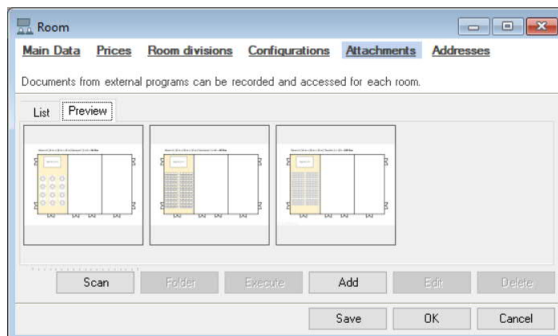 Room
Main Data Prices Room divisions Configurations Attachments Addresses
Documents from external programs can be recorded and accessed for each room.
List Preview
Scan Folder Execute Add Edit Delete
Save OK Cancel